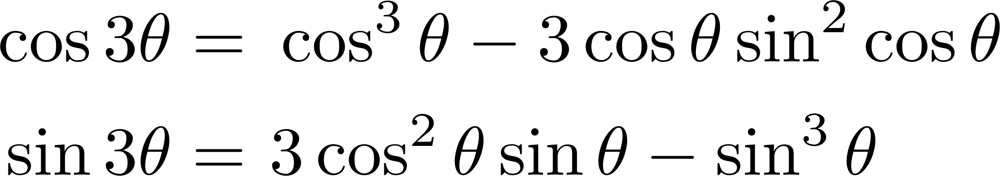 cos 3θ = cos³ θ − 3 cos θ sin² cos θ
sin 3θ = 3 cos² θ sin θ − sin³ θ